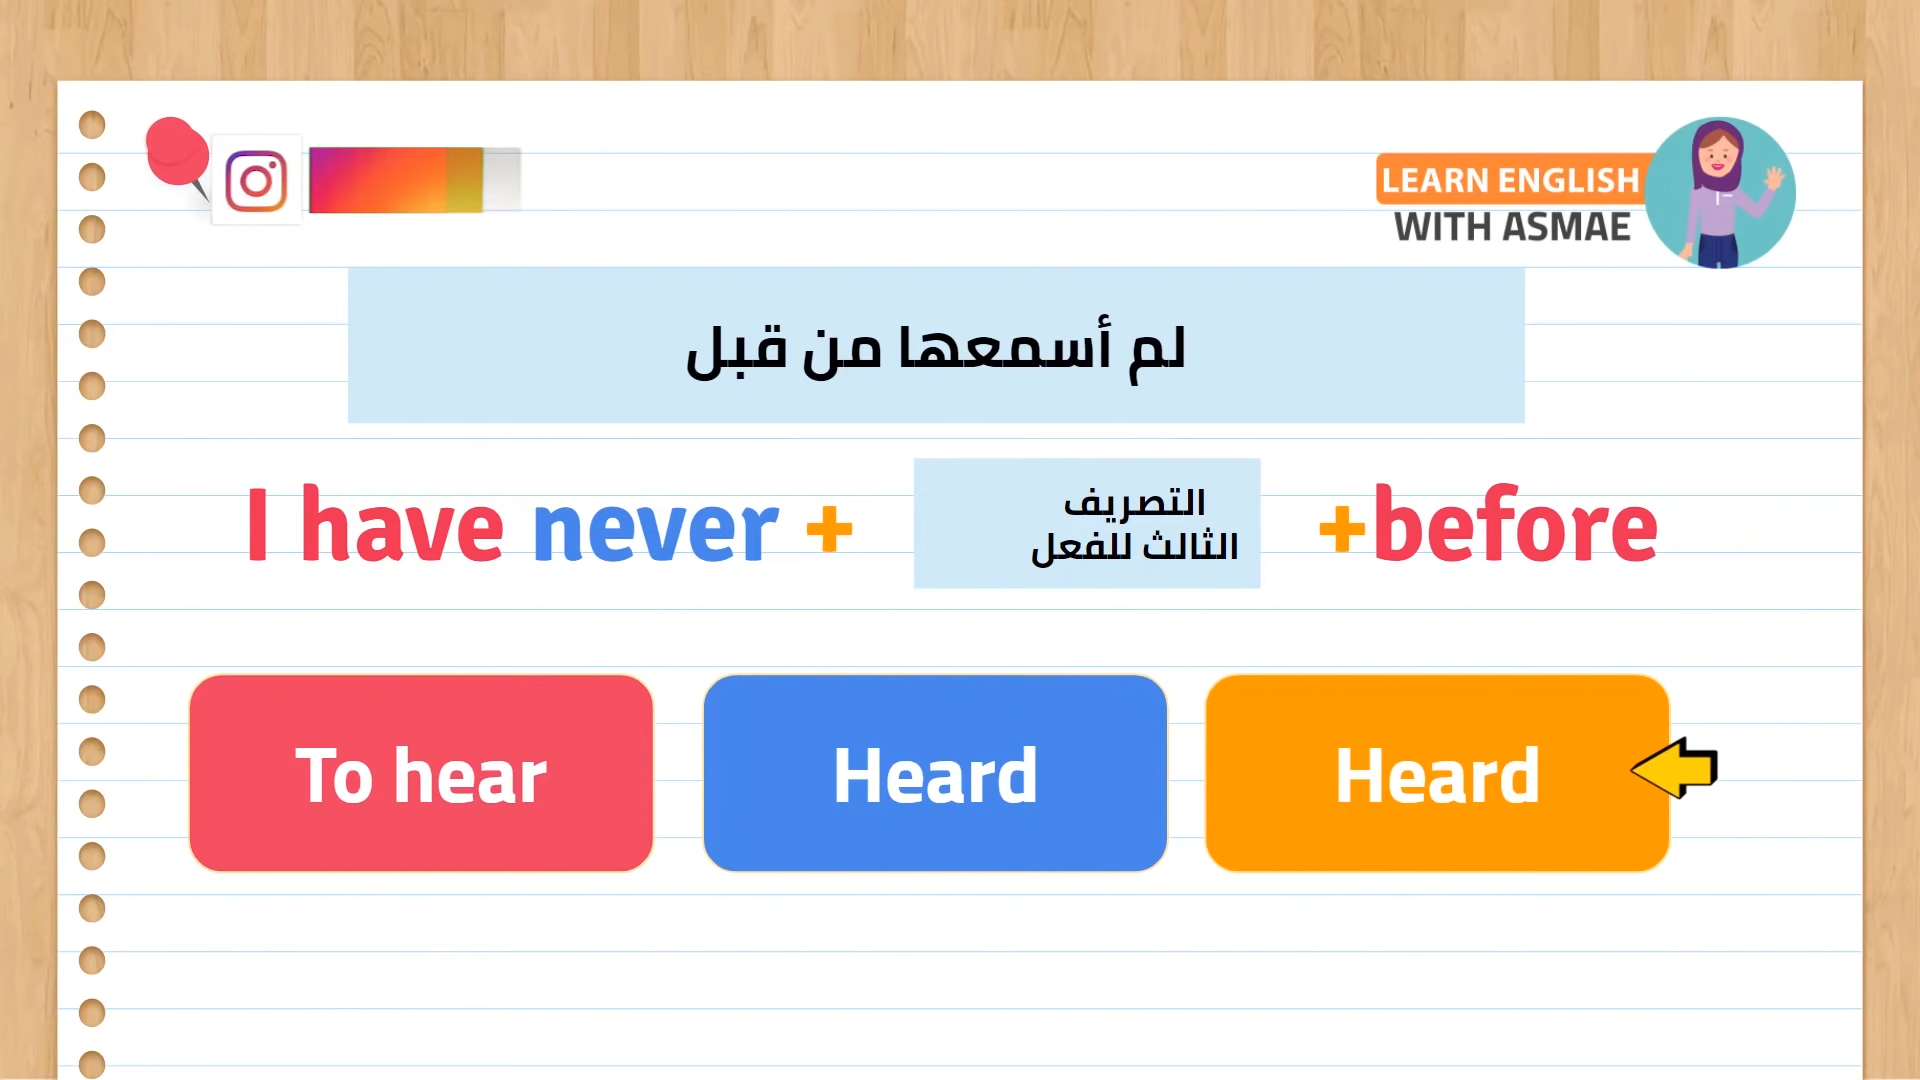 LEARN ENGLISH
WITH ASMAE
لم أسمعها من قبل
I have never + التصريف الثالث للفعل +before
To hear
Heard
Heard